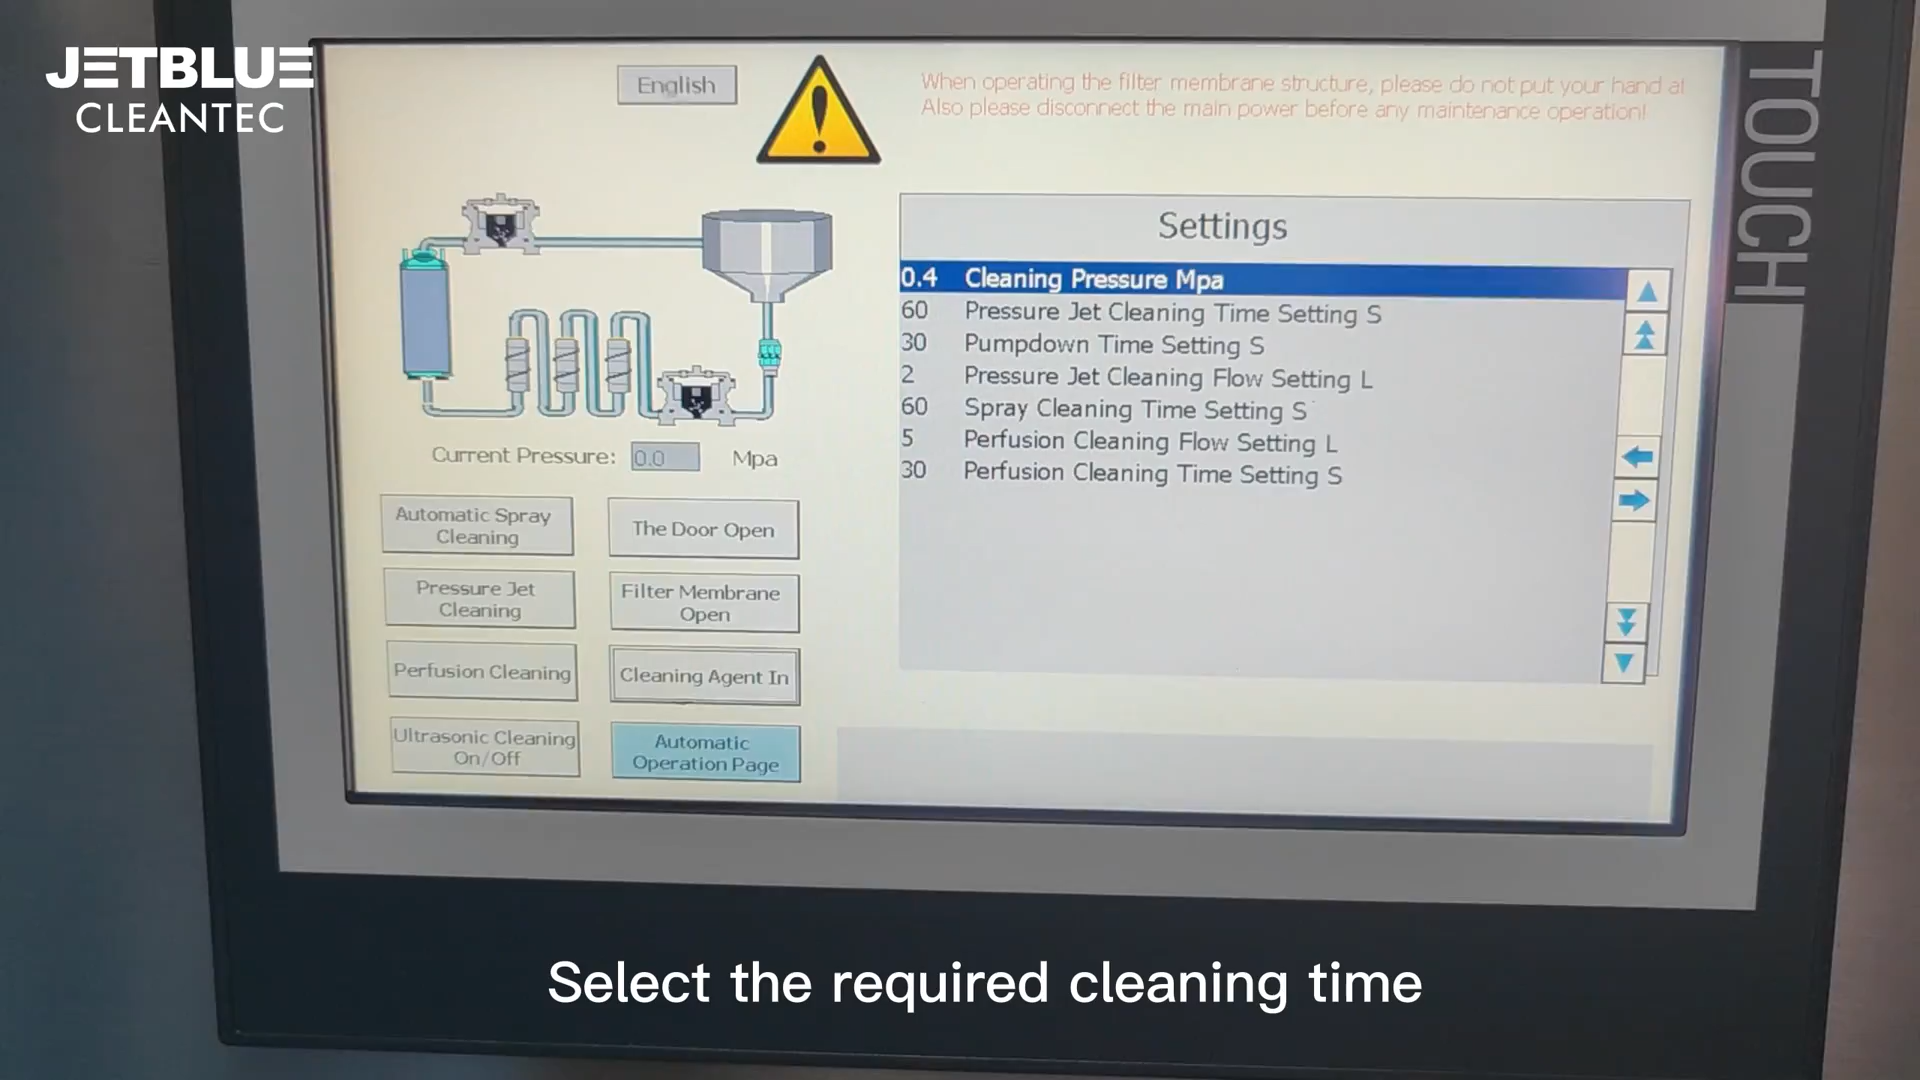 JETBLUE
CLEANTEC
English
When operating the filter membrane structure, please do not put your hand at
Also please disconnect the main power before any maintenance operation!
TOUCH
Settings
0.4 Cleaning Pressure Mpa
60 Pressure Jet Cleaning Time Setting S
30 Pumpdown Time Setting S
2 Pressure Jet Cleaning Flow Setting L
60 Spray Cleaning Time Setting S
5 Perfusion Cleaning Flow Setting L
30 Perfusion Cleaning Time Setting S
Current Pressure: 0.0 Mpa
Automatic Spray
Cleaning
The Door Open
Pressure Jet
Cleaning
Filter Membrane
Open
Perfusion Cleaning
Cleaning Agent In
Ultrasonic Cleaning
On/Off
Automatic
Operation Page
Select the required cleaning time